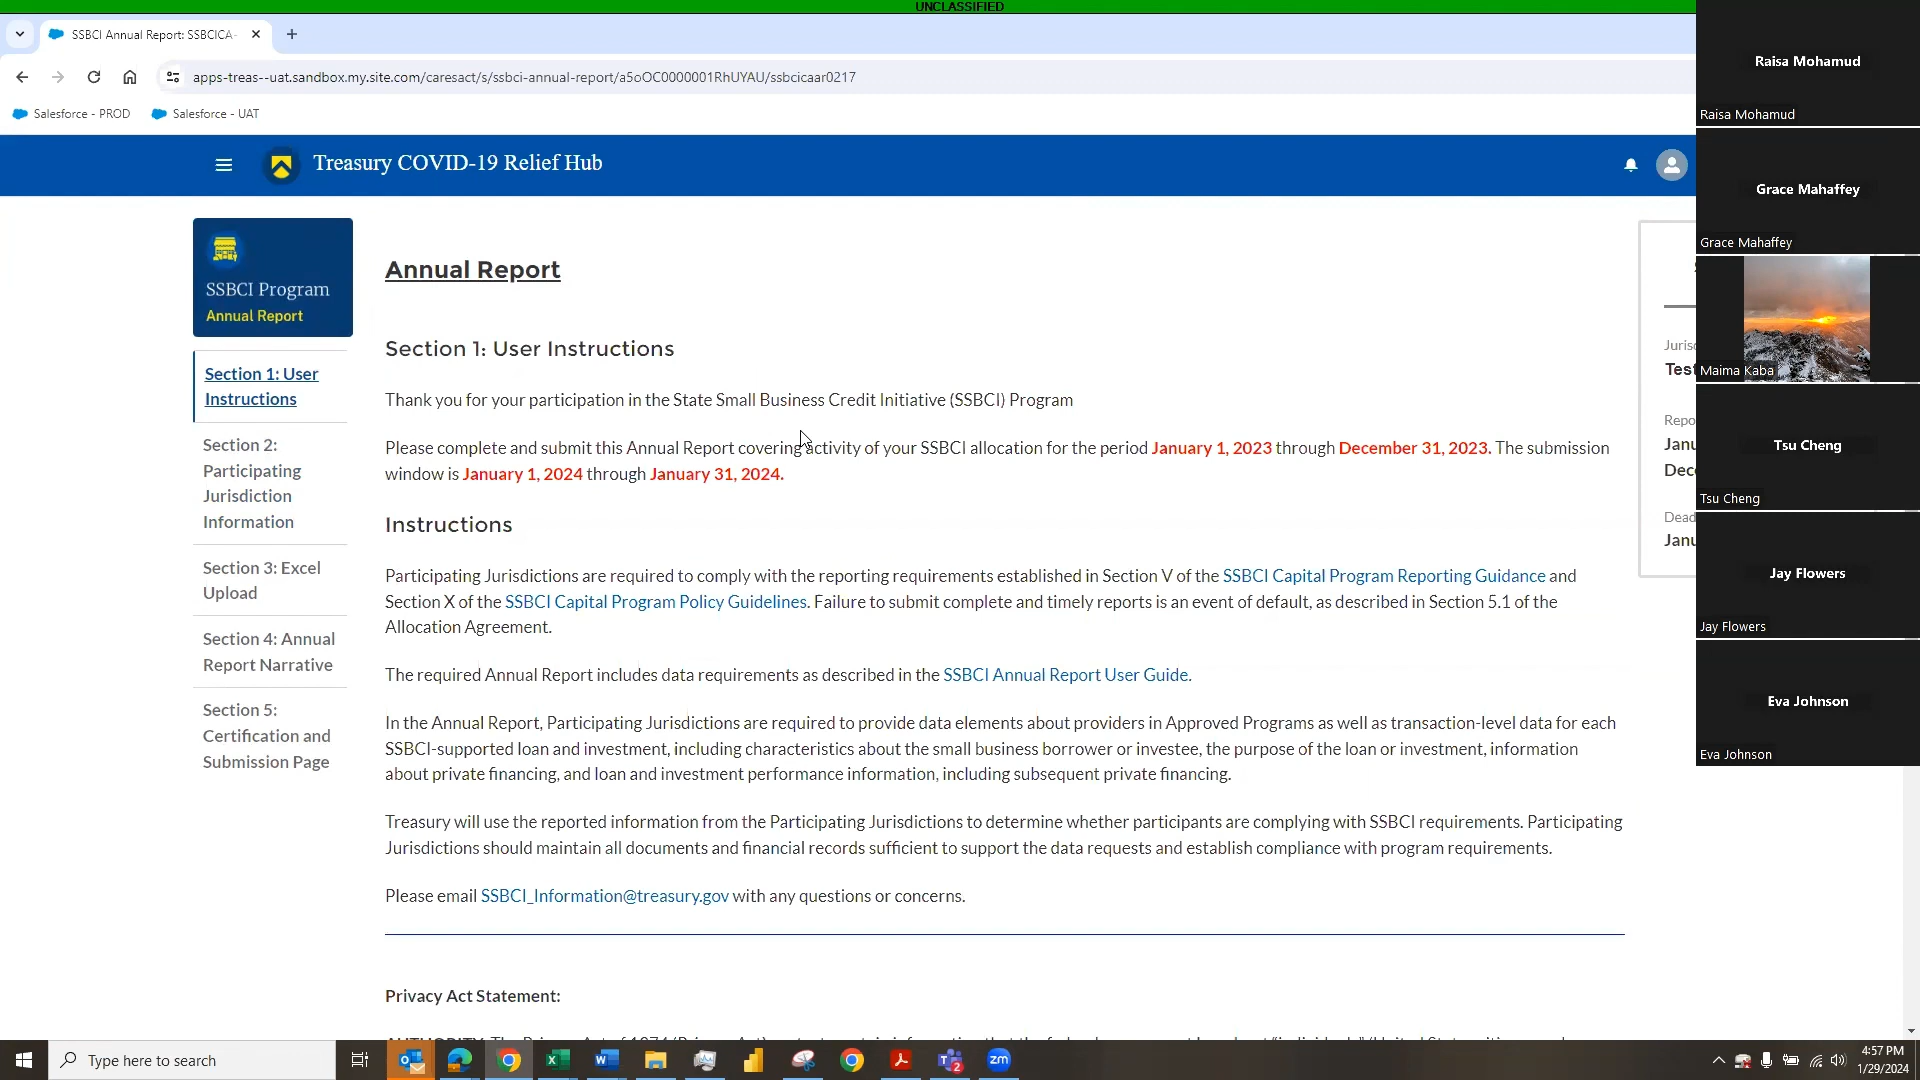 UNCLASSIFIED
SSBCI Annual Report: SSBCICA-
apps-treas--uat.sandbox.my.site.com/caresact/s/ssbci-annual-report/a5oOC0000001RhUYAU/ssbcicaar0217
Salesforce - PROD
Salesforce - UAT
Treasury COVID-19 Relief Hub
SSBCI Program
Annual Report
Section 1: User
Instructions
Section 2:
Participating
Jurisdiction
Information
Section 3: Excel
Upload
Section 4: Annual
Report Narrative
Section 5:
Certification and
Submission Page
Annual Report
Section 1: User Instructions
Thank you for your participation in the State Small Business Credit Initiative (SSBCI) Program
Please complete and submit this Annual Report covering activity of your SSBCI allocation for the period January 1, 2023 through December 31, 2023. The submission
window is January 1, 2024 through January 31, 2024.
Instructions
Participating Jurisdictions are required to comply with the reporting requirements established in Section V of the SSBCI Capital Program Reporting Guidance and
Section X of the SSBCI Capital Program Policy Guidelines. Failure to submit complete and timely reports is an event of default, as described in Section 5.1 of the
Allocation Agreement.
The required Annual Report includes data requirements as described in the SSBCI Annual Report User Guide.
In the Annual Report, Participating Jurisdictions are required to provide data elements about providers in Approved Programs as well as transaction-level data for each
SSBCI-supported loan and investment, including characteristics about the small business borrower or investee, the purpose of the loan or investment, information
about private financing, and loan and investment performance information, including subsequent private financing.
Treasury will use the reported information from the Participating Jurisdictions to determine whether participants are complying with SSBCI requirements. Participating
Jurisdictions should maintain all documents and financial records sufficient to support the data requests and establish compliance with program requirements.
Please email SSBCI_Information@treasury.gov with any questions or concerns.
Privacy Act Statement:
Juris
Test
Repo
Janu
Dec
Dead
Janu
Raisa Mohamud
Raisa Mohamud
Grace Mahaffey
Grace Mahaffey
Maima Kaba
Tsu Cheng
Tsu Cheng
Jay Flowers
Jay Flowers
Eva Johnson
Eva Johnson
Type here to search
zm
4:57 PM
1/29/2024